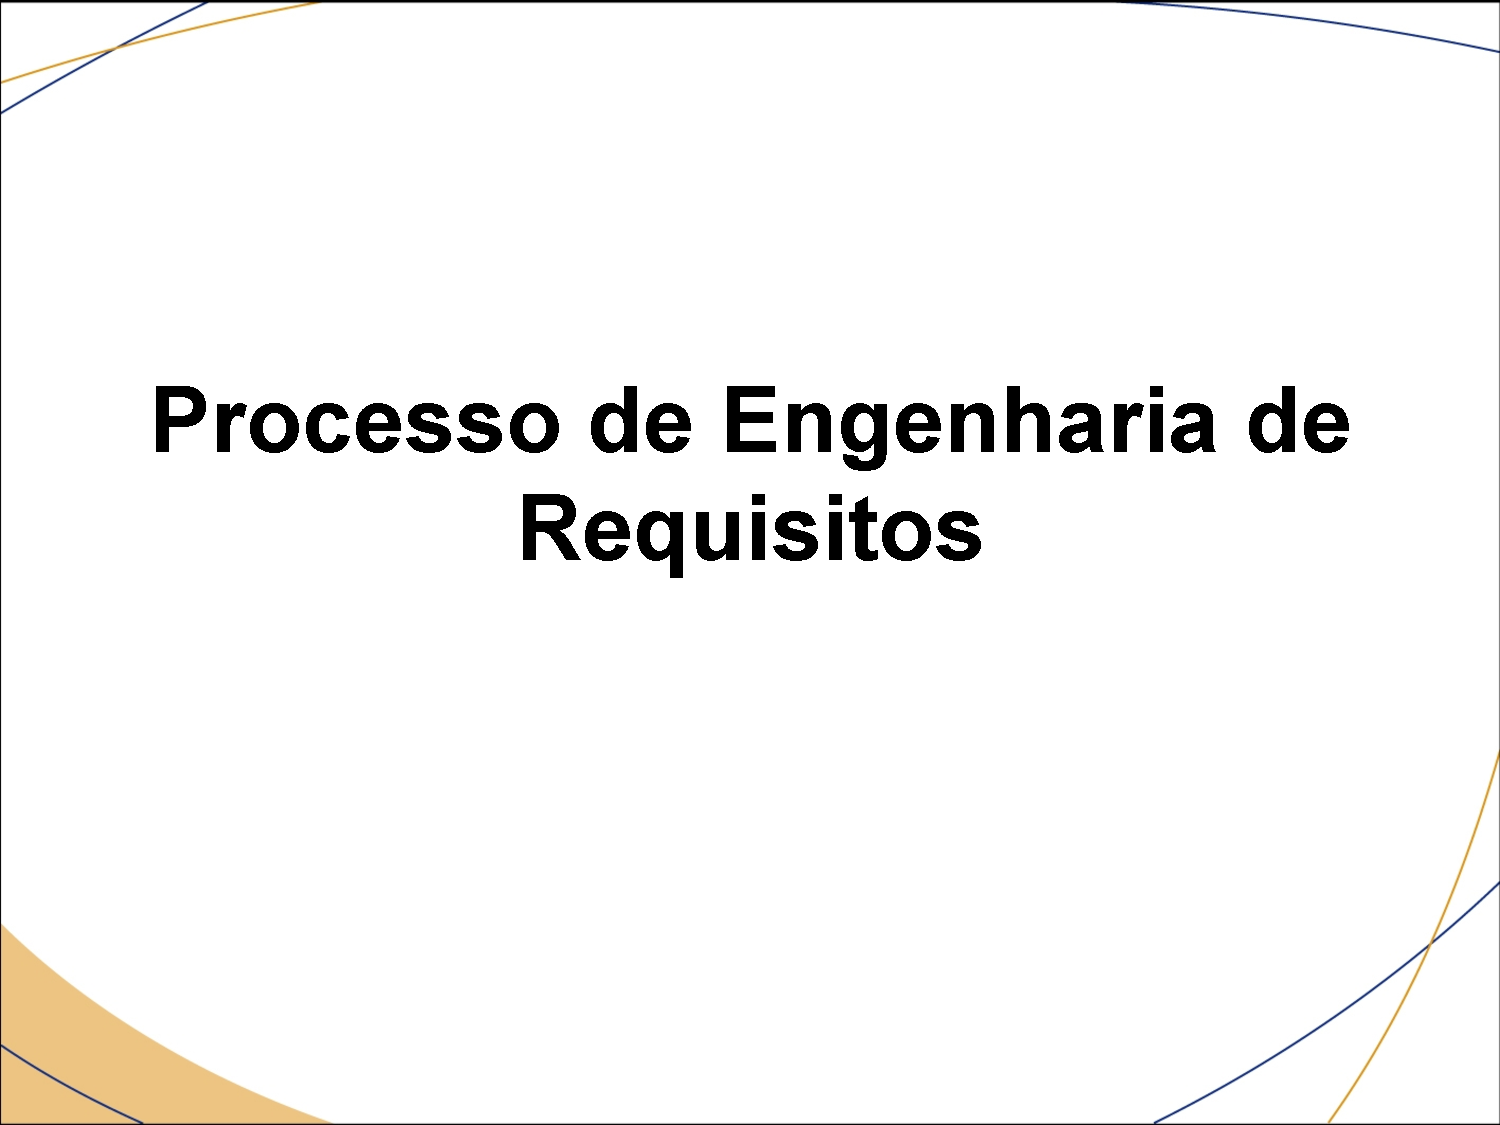 Processo de Engenharia de
Requisitos